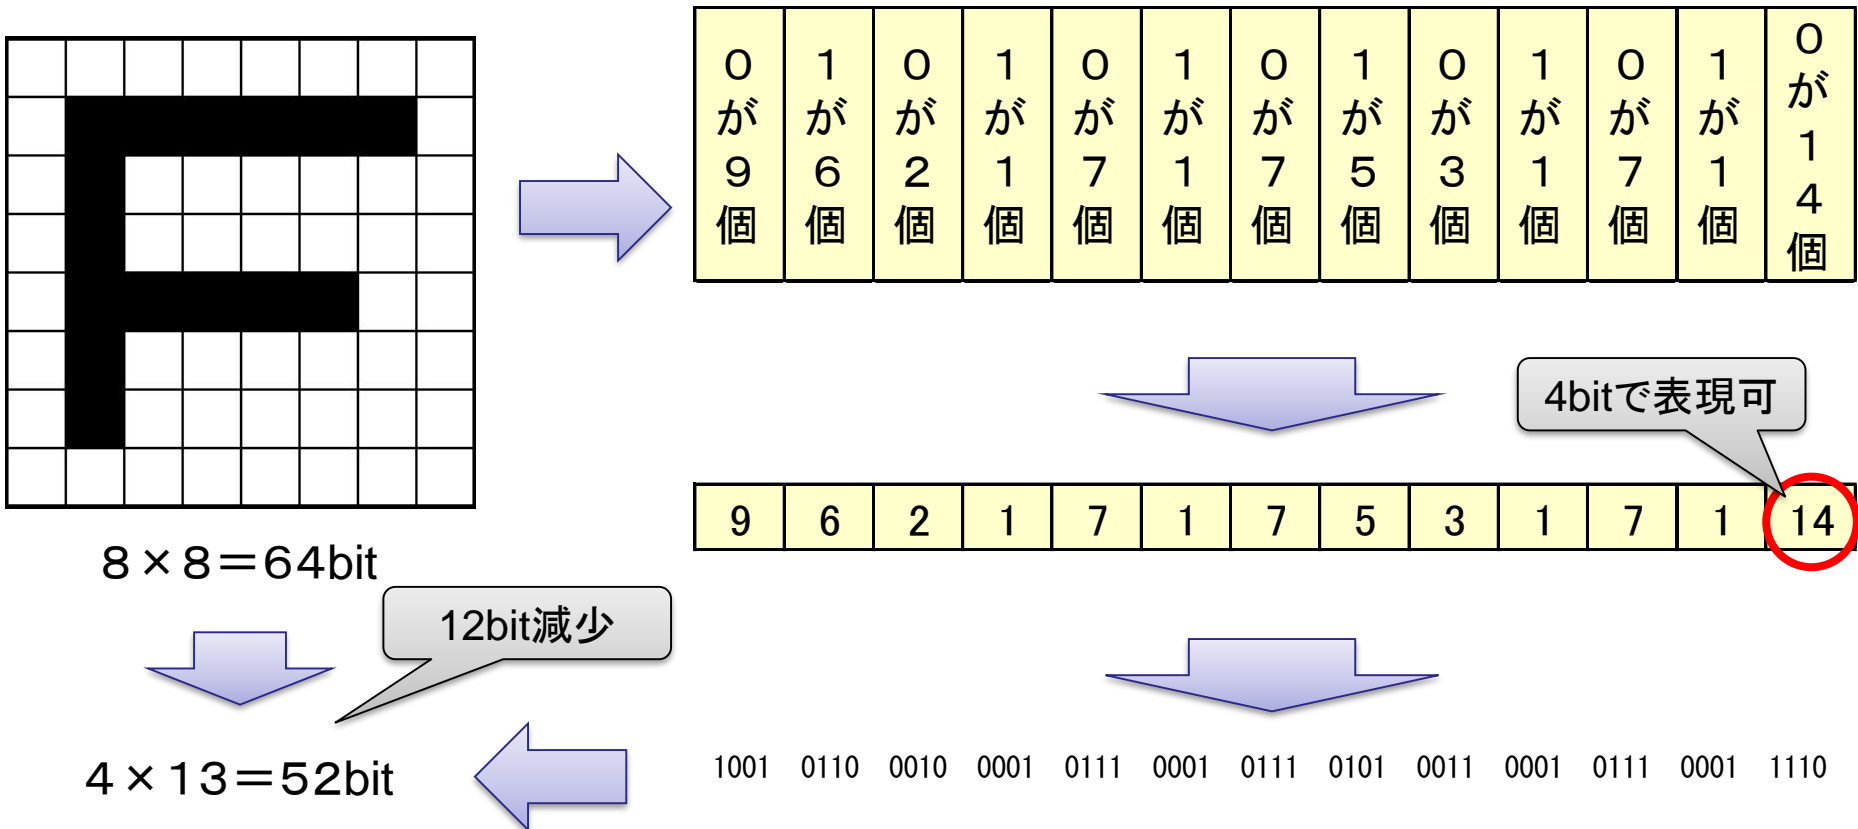 0が9個 1が6個 0が2個 1が1個 0が7個 1が1個 0が7個 1が5個 0が3個 1が1個 0が7個 1が1個 0が14個
4bitで表現可
9 6 2 1 7 1 7 5 3 1 7 1 14
8×8=64bit
12bit減少
4×13=52bit
1001 0110 0010 0001 0111 0001 0111 0101 0011 0001 0111 0001 1110